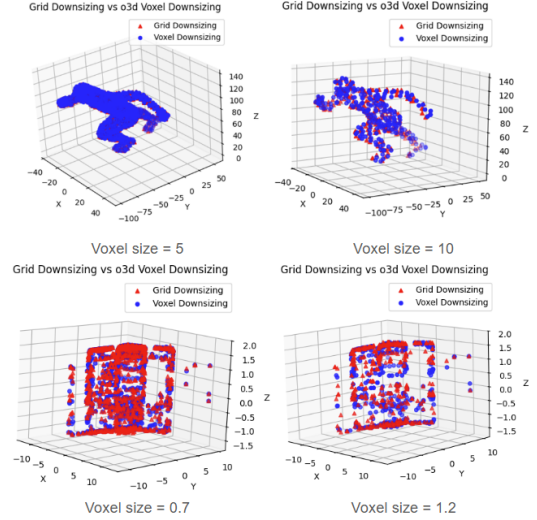 Grid Downsizing vs o3d Voxel Downsizing
Grid Downsizing
Voxel Downsizing
140
120
100
80
60
40
20
0
Z
−40
−20
0
20
40
X
−100
−75
−50
−25
0
25
50
Y
Voxel size = 5
Grid Downsizing vs o3d Voxel Downsizing
Grid Downsizing
Voxel Downsizing
140
120
100
80
60
40
20
0
Z
−40
−20
0
20
40
X
−100
−75
−50
−25
0
25
50
Y
Voxel size = 10
Grid Downsizing vs o3d Voxel Downsizing
Grid Downsizing
Voxel Downsizing
2.0
1.5
1.0
0.5
0.0
−0.5
−1.0
−1.5
Z
−10
−5
0
5
10
X
−10
−5
0
5
10
Y
Voxel size = 0.7
Grid Downsizing vs o3d Voxel Downsizing
Grid Downsizing
Voxel Downsizing
2.0
1.5
1.0
0.5
0.0
−0.5
−1.0
−1.5
Z
−10
−5
0
5
10
X
−10
−5
0
5
10
Y
Voxel size = 1.2